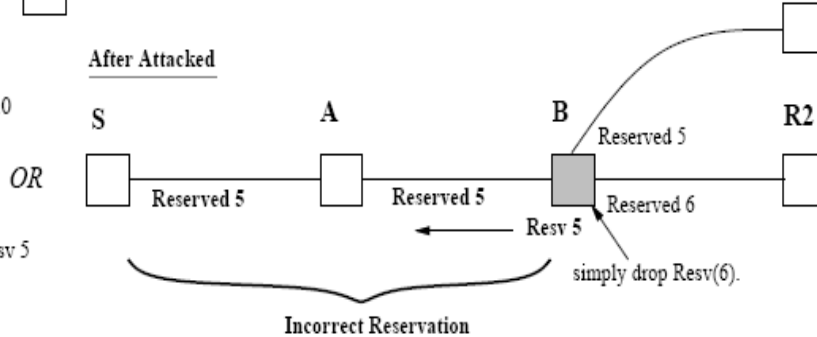 After Attacked
0
S
A
B
R2
Reserved 5
OR
Reserved 5
Reserved 5
Reserved 6
Resv 5
sv 5
simply drop Resv(6).
Incorrect Reservation